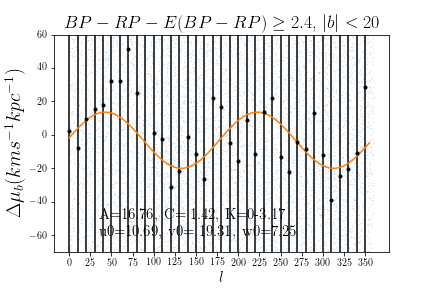 BP − RP − E(BP − RP) ≥ 2.4, |b| < 20
Δμ_b(kms⁻¹kpc⁻¹)
60
40
20
0
−20
−40
−60
A=16.76, C= 1.42, K=0-3.17
u0=10.69, v0= 19.31, w0=7.25
0 25 50 75 100 125 150 175 200 225 250 275 300 325 350
l